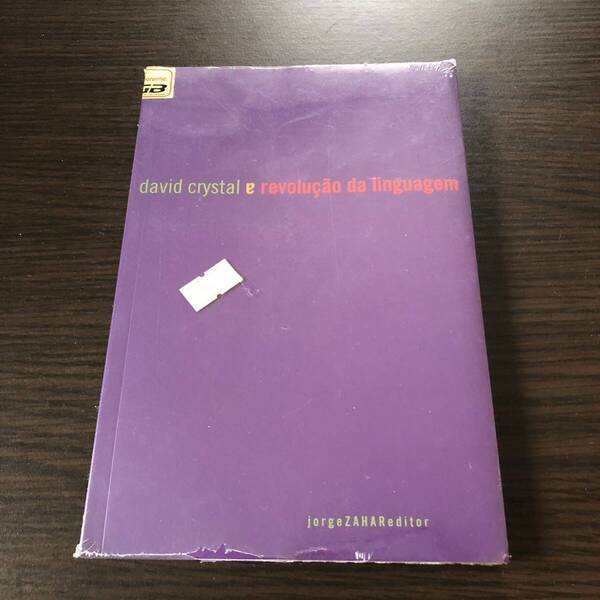 david crystal a revolução da linguagem
jorgeZAHAReditor